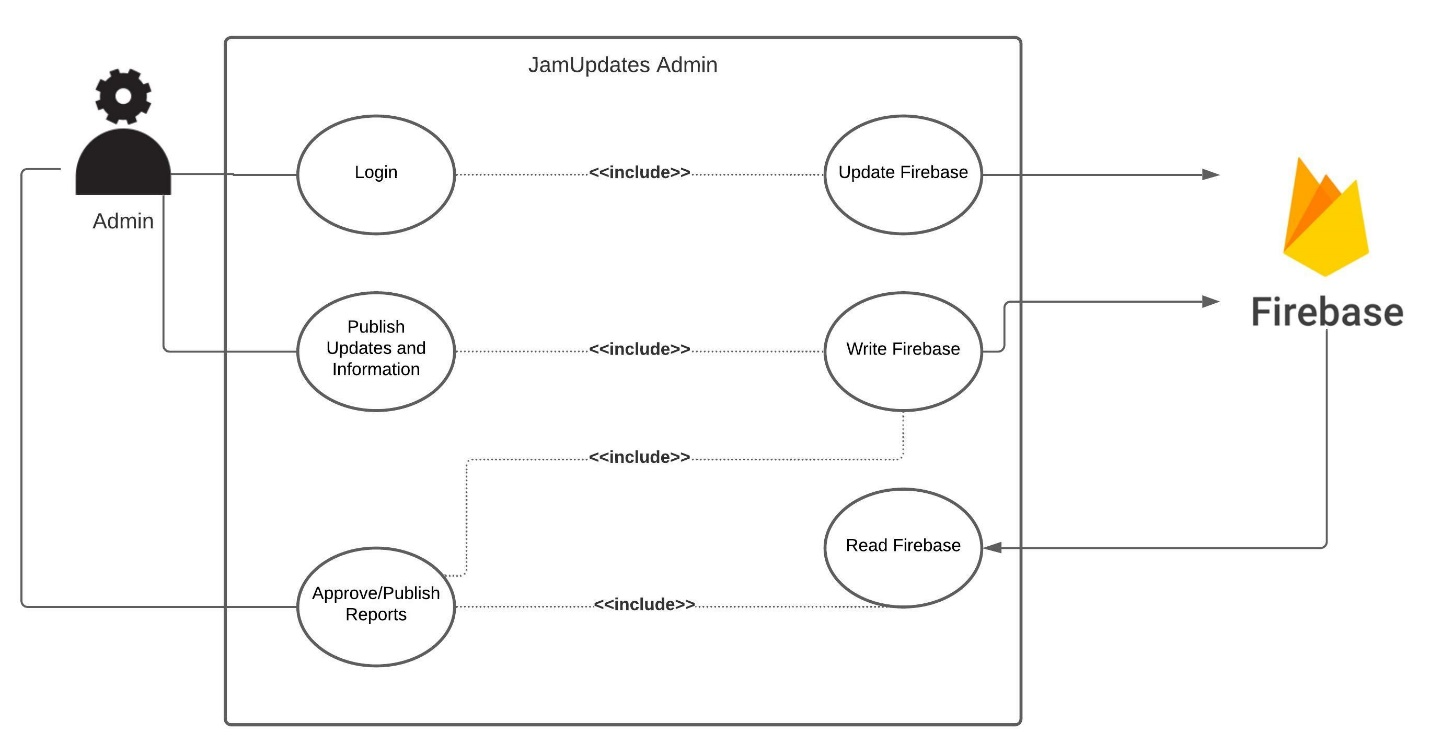 JamUpdates Admin
Admin
Login
<<include>>
Update Firebase
Publish
Updates and
Information
<<include>>
Write Firebase
Firebase
<<include>>
Read Firebase
Approve/Publish
Reports
<<include>>